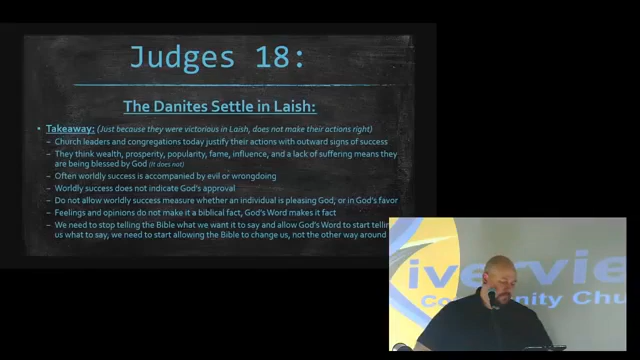 Judges 18:
The Danites Settle in Laish:
▪ Takeaway: (Just because they were victorious in Laish, does not make their actions right)
– Church leaders and congregations today justify their actions with outward signs of success
– They think wealth, prosperity, popularity, fame, influence, and a lack of suffering means they
are being blessed by God (It does not)
– Often worldly success is accompanied by evil or wrongdoing
– Worldly success does not indicate God's approval
– Do not allow worldly success measure whether an individual is pleasing God, or in God's favor
– Feelings and opinions do not make it a biblical fact, God's Word makes it fact
– We need to stop telling the Bible what we want it to say and allow God's Word to start tellin
us what to say, we need to start allowing the Bible to change us, not the other way around
iverview
Community Chu